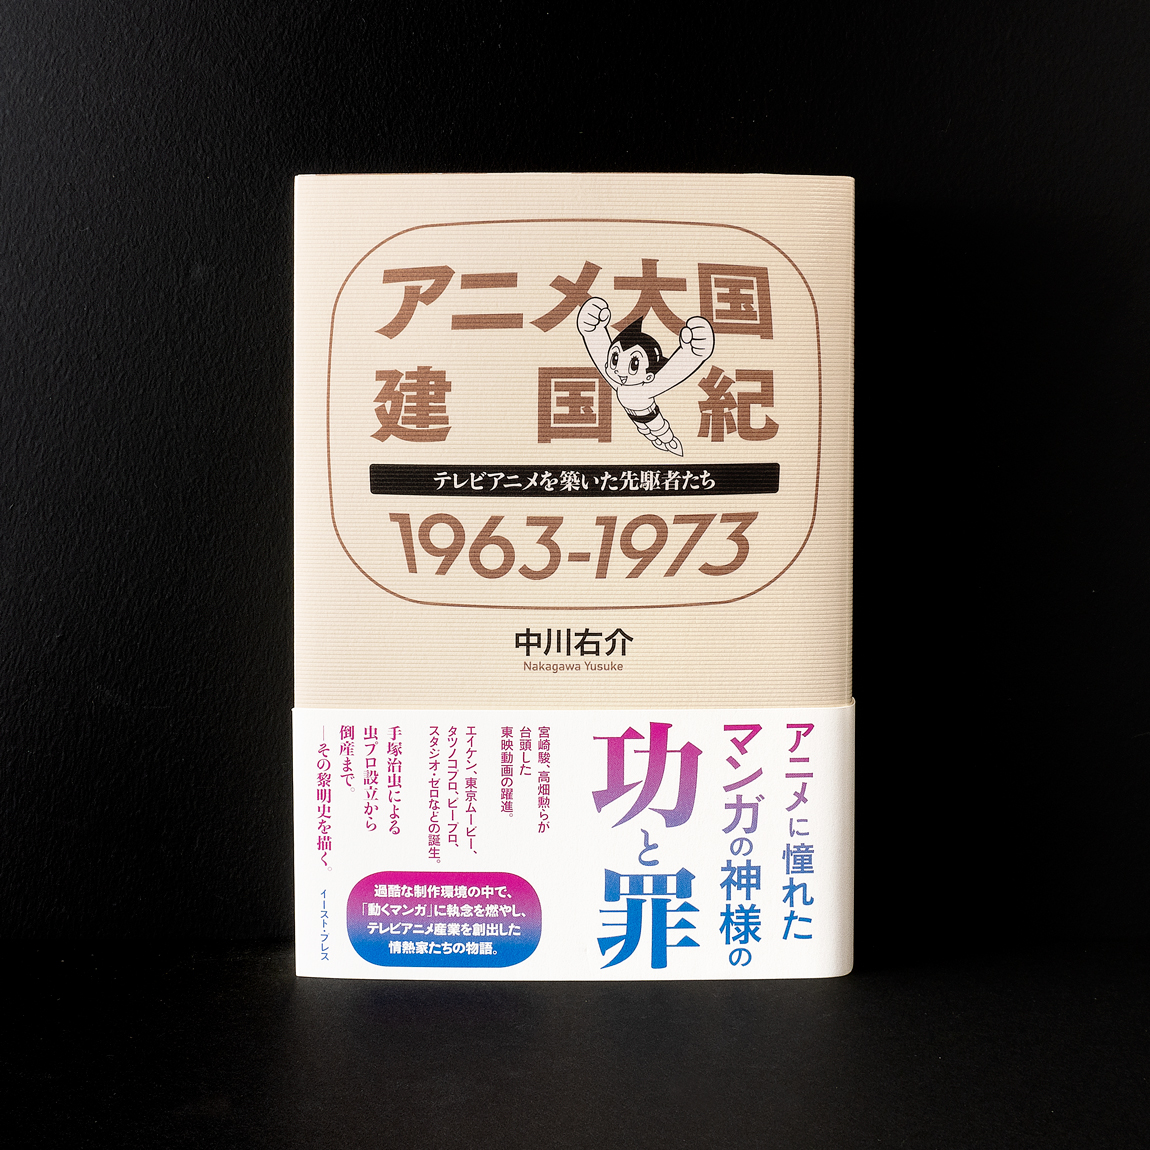 アニメ大国
建国紀
テレビアニメを築いた先駆者たち
1963-1973
中川右介
Nakagawa Yusuke
アニメに憧れた
マンガの神様の
功と罪
宮崎駿、高畑勲らが
台頭した
東映動画の躍進。
エイケン、東京ムービー、
タツノコプロ、ピープロ、
スタジオ・ゼロなどの誕生。
手塚治虫による
虫プロ設立から
倒産まで。
―その黎明史を描く。
過酷な制作環境の中で、
「動くマンガ」に執念を燃やし、
テレビアニメ産業を創出した
情熱家たちの物語。
イースト・プレス